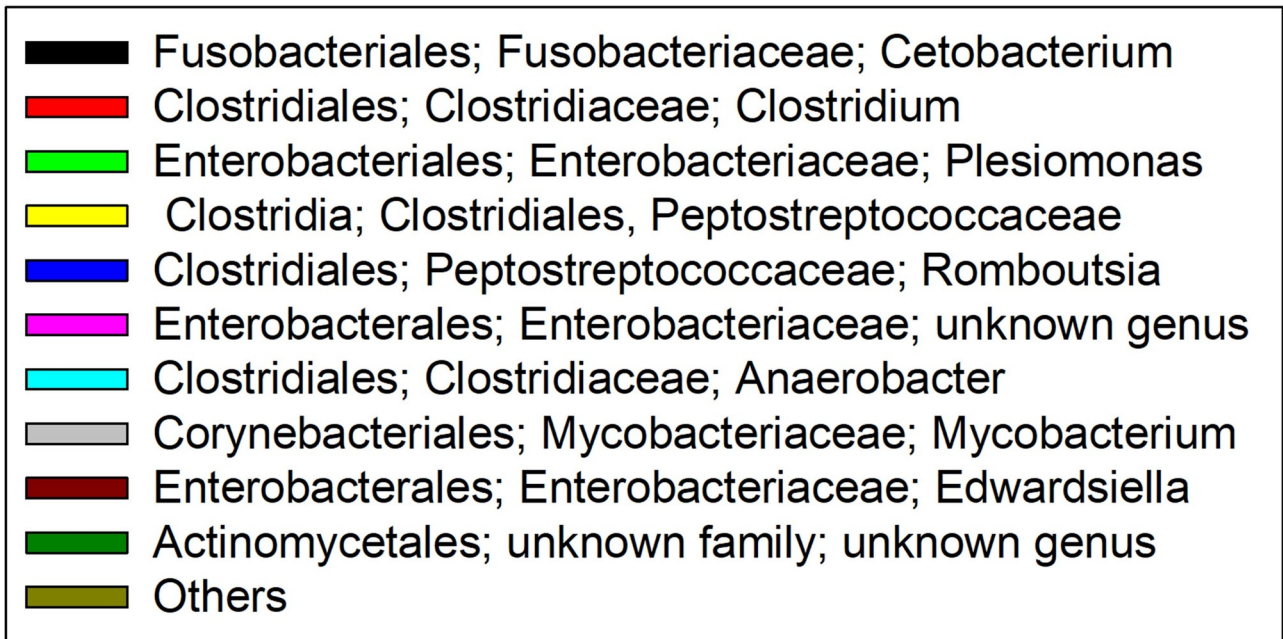 Fusobacteriales; Fusobacteriaceae; Cetobacterium
Clostridiales; Clostridiaceae; Clostridium
Enterobacteriales; Enterobacteriaceae; Plesiomonas
Clostridia; Clostridiales, Peptostreptococcaceae
Clostridiales; Peptostreptococcaceae; Romboutsia
Enterobacterales; Enterobacteriaceae; unknown genus
Clostridiales; Clostridiaceae; Anaerobacter
Corynebacteriales; Mycobacteriaceae; Mycobacterium
Enterobacterales; Enterobacteriaceae; Edwardsiella
Actinomycetales; unknown family; unknown genus
Others